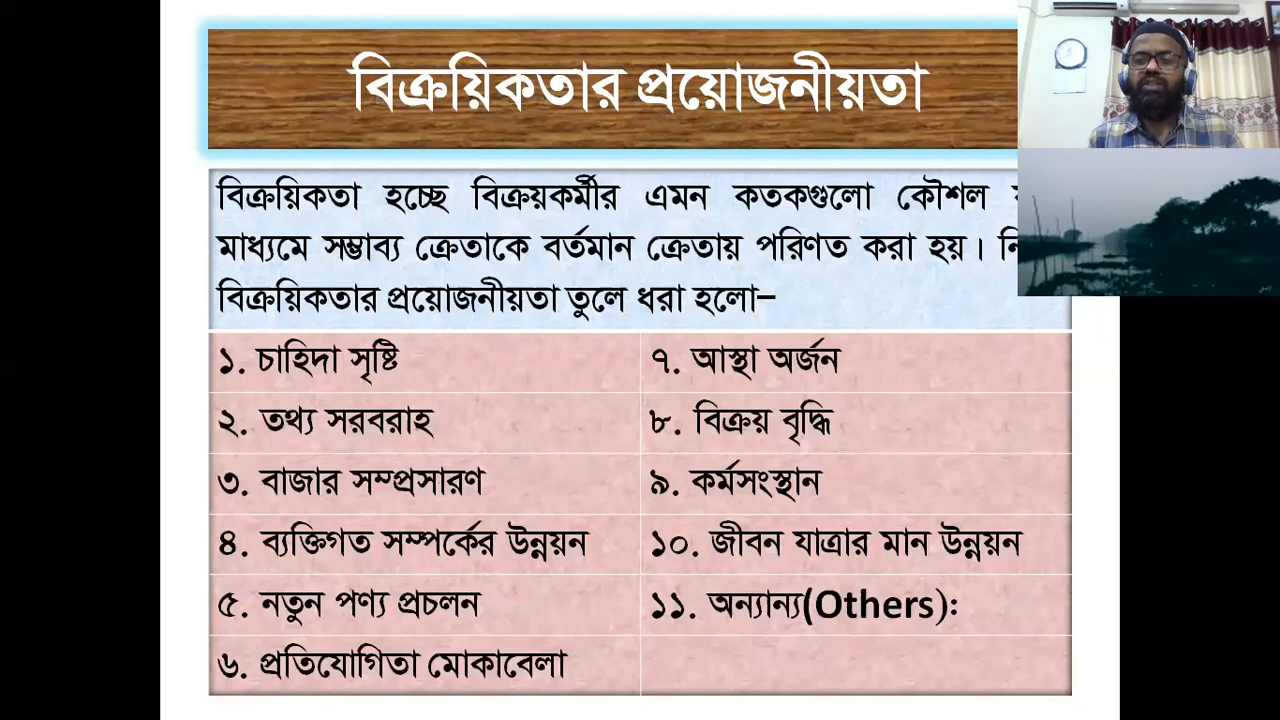 বিক্রয়িকতার প্রয়োজনীয়তা
বিক্রয়িকতা হচ্ছে বিক্রয়কর্মীর এমন কতকগুলো কৌশল
মাধ্যমে সম্ভাব্য ক্রেতাকে বর্তমান ক্রেতায় পরিণত করা হয়।
বিক্রয়িকতার প্রয়োজনীয়তা তুলে ধরা হলো–
১. চাহিদা সৃষ্টি
২. তথ্য সরবরাহ
৩. বাজার সম্প্রসারণ
৪. ব্যক্তিগত সম্পর্কের উন্নয়ন
৫. নতুন পণ্য প্রচলন
৬. প্রতিযোগিতা মোকাবেলা
৭. আস্থা অর্জন
৮. বিক্রয় বৃদ্ধি
৯. কর্মসংস্থান
১০. জীবন যাত্রার মান উন্নয়ন
১১. অন্যান্য(Others):